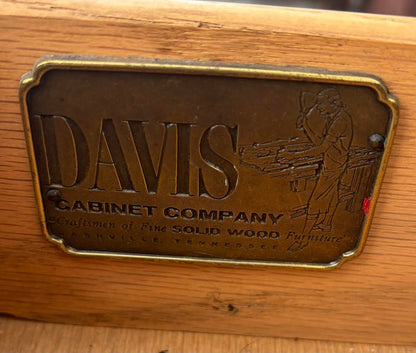 DAVIS
CABINET COMPANY
Craftsmen of Fine SOLID WOOD Furniture
NASHVILLE, TENNESSEE